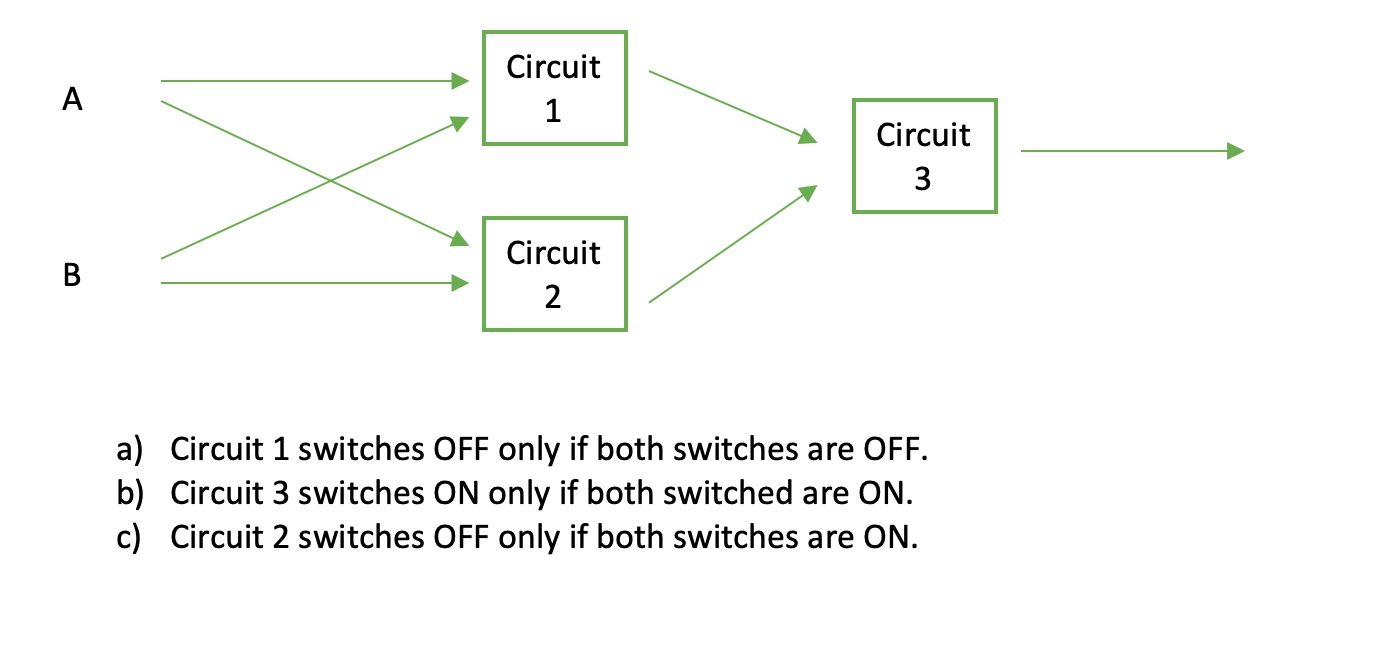 A
B
Circuit
1
Circuit
2
Circuit
3
a) Circuit 1 switches OFF only if both switches are OFF.
b) Circuit 3 switches ON only if both switched are ON.
c) Circuit 2 switches OFF only if both switches are ON.